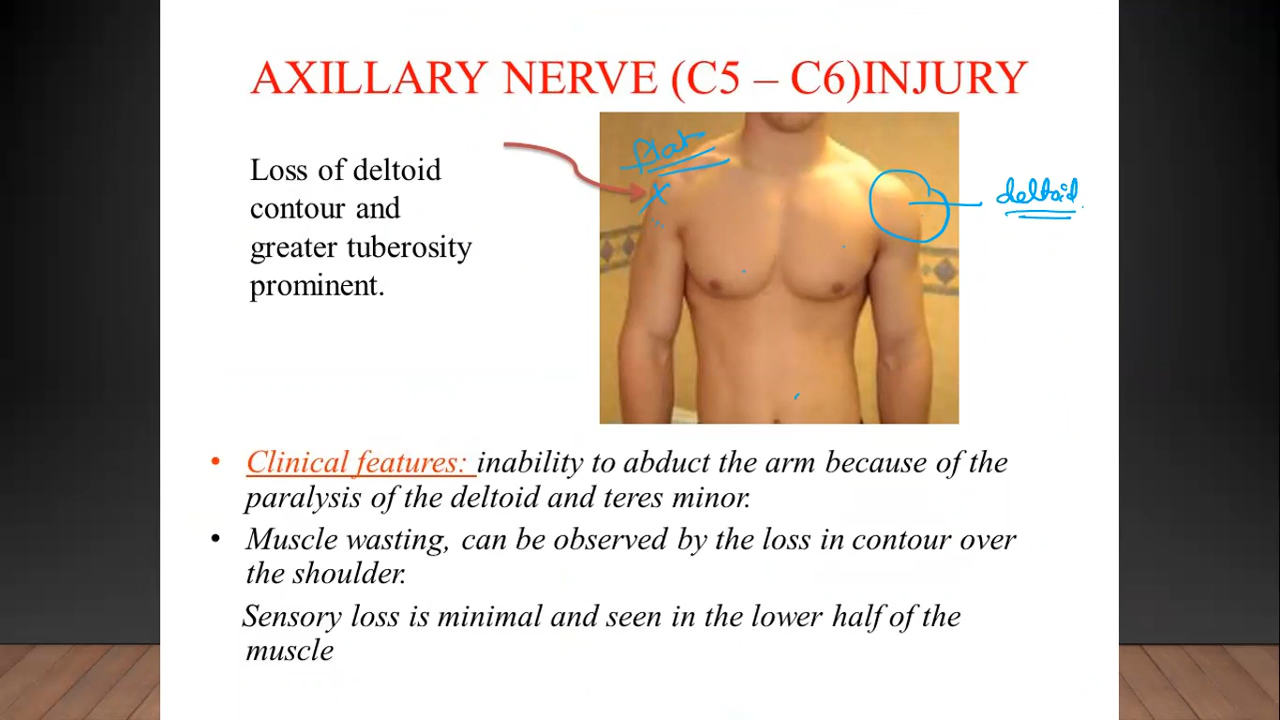 AXILLARY NERVE (C5 – C6)INJURY
Loss of deltoid
contour and
greater tuberosity
prominent.
flat
deltoid
• Clinical features: inability to abduct the arm because of the
paralysis of the deltoid and teres minor.
• Muscle wasting, can be observed by the loss in contour over
the shoulder.
Sensory loss is minimal and seen in the lower half of the
muscle